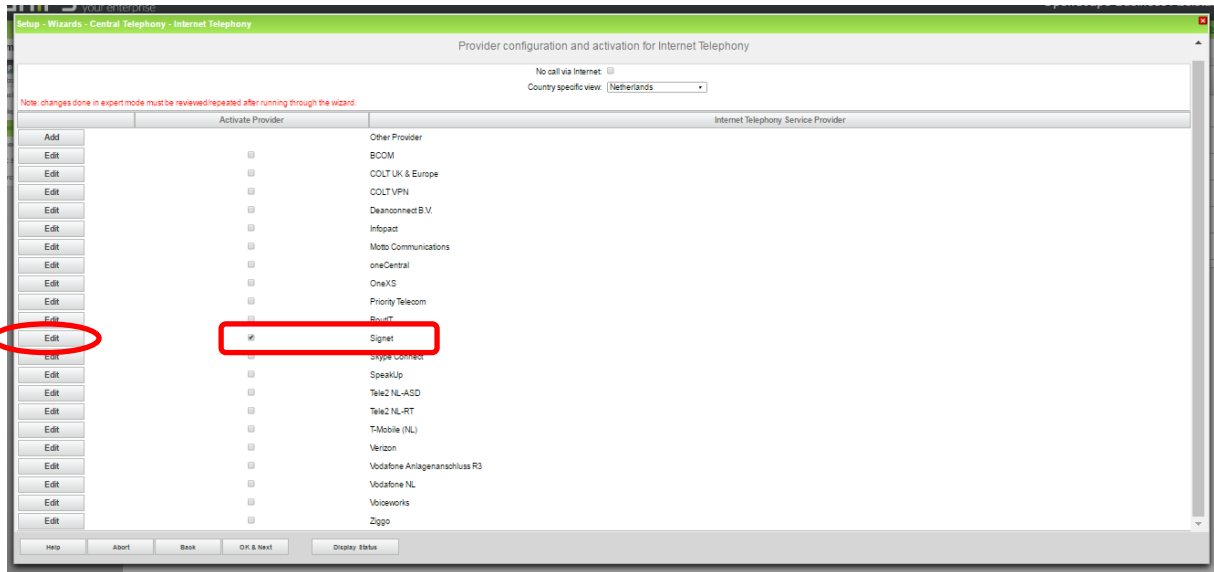 your enterprise
Setup - Wizards - Central Telephony - Internet Telephony
Provider configuration and activation for Internet Telephony
No call via Internet:
Country specific view: Netherlands
Note: changes done in expert mode must be reviewed/repeated after running through the wizard.
Activate Provider Internet Telephony Service Provider
Add Other Provider
Edit BCOM
Edit COLT UK & Europe
Edit COLT VPN
Edit Deanconnect B.V.
Edit Infopact
Edit Motto Communications
Edit oneCentral
Edit OneXS
Edit Priority Telecom
Edit RoutIT
Edit Signet
Edit Skype Connect
Edit SpeakUp
Edit Tele2 NL-ASD
Edit Tele2 NL-RT
Edit T-Mobile (NL)
Edit Verizon
Edit Vodafone Anlagenanschluss R3
Edit Vodafone NL
Edit Voiceworks
Edit Ziggo
Help Abort Back OK & Next Display Status